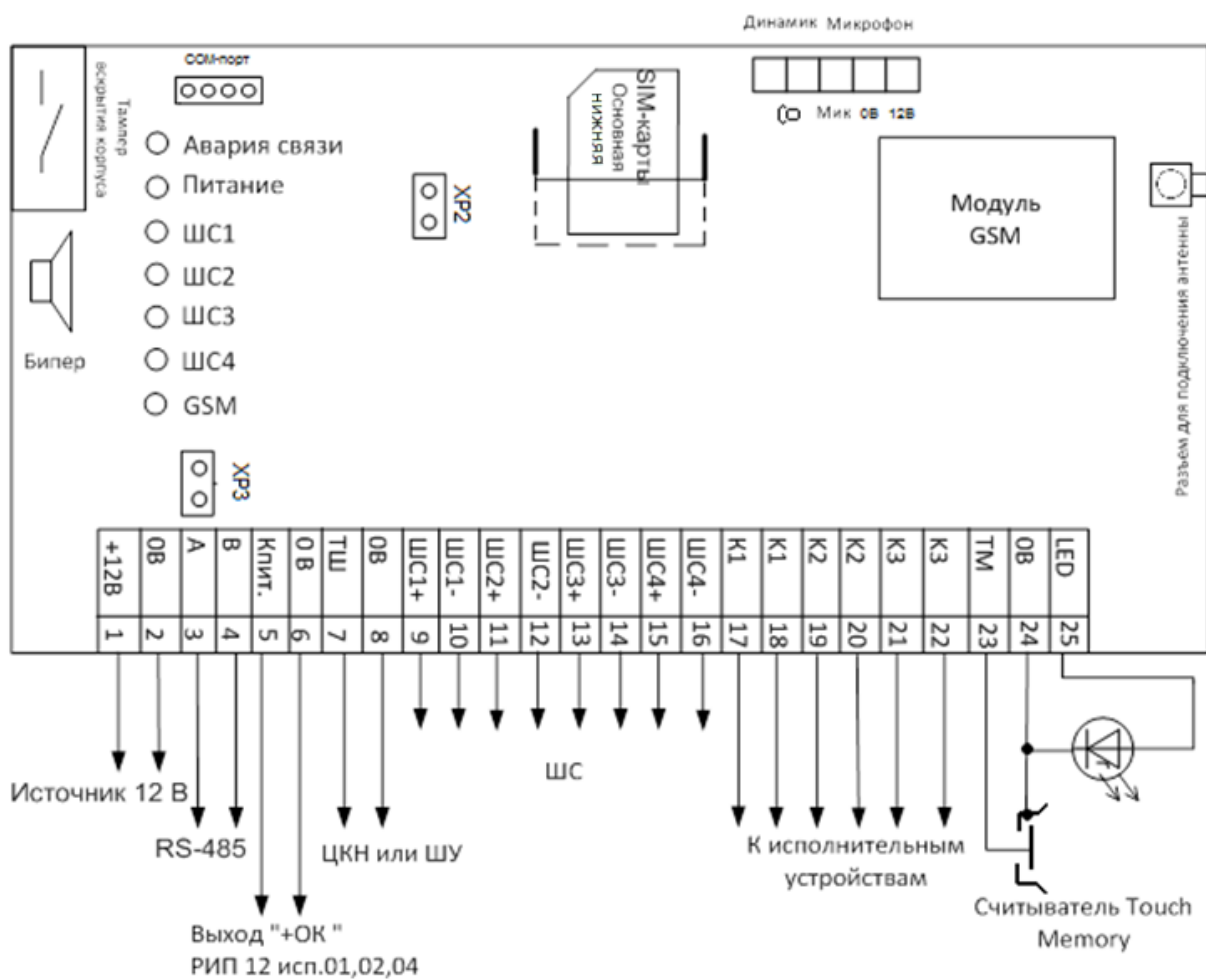 Динамик Микрофон
COM-порт
Тампер
вскрытия корпуса
Авария связи
Питание
ШС1
ШС2
ШС3
ШС4
GSM
Бипер
XP2
SIM-карты
Основная
нижняя
Мик 0В 12В
Модуль
GSM
Разъем для подключения антенны
XP3
+12В 0В А В Кпит. 0 В ТШ 0В ШС1+ ШС1- ШС2+ ШС2- ШС3+ ШС3- ШС4+ ШС4- К1 К1 К2 К2 К3 К3 ТМ 0В LED
1 2 3 4 5 6 7 8 9 10 11 12 13 14 15 16 17 18 19 20 21 22 23 24 25
Источник 12 В
RS-485
ЦКН или ШУ
ШС
К исполнительным
устройствам
Считыватель Touch
Memory
Выход "+ОК "
РИП 12 исп.01,02,04